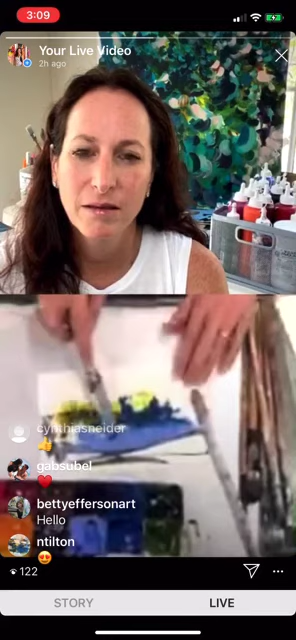 3:09
Your Live Video
2h ago
cynthiasneider
👍
gabsubel
❤️
bettyeffersonart
Hello
ntilton
😍
122
STORY
LIVE